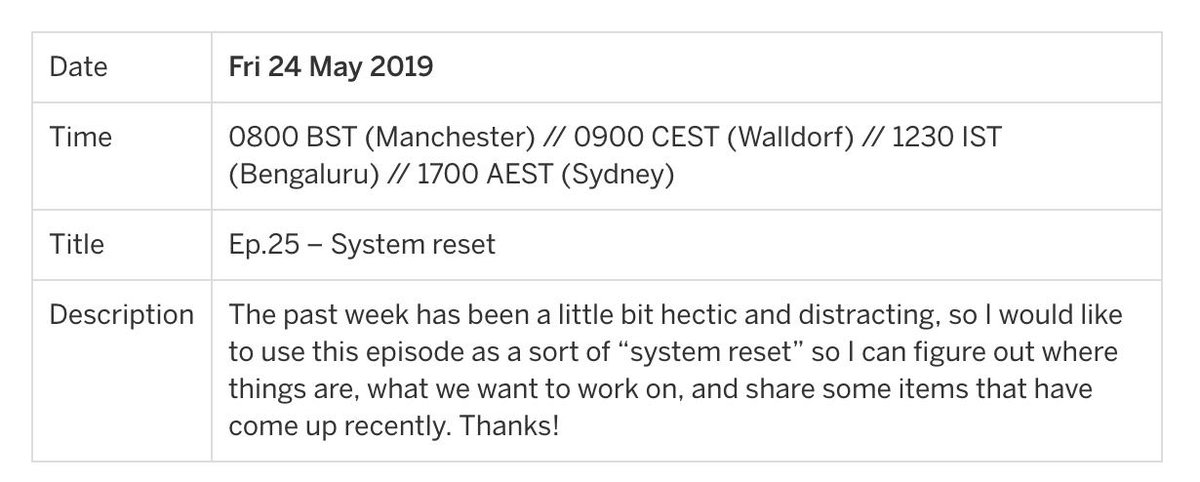 Date
Fri 24 May 2019
Time
0800 BST (Manchester) // 0900 CEST (Walldorf) // 1230 IST
(Bengaluru) // 1700 AEST (Sydney)
Title
Ep.25 – System reset
Description
The past week has been a little bit hectic and distracting, so I would like
to use this episode as a sort of “system reset” so I can figure out where
things are, what we want to work on, and share some items that have
come up recently. Thanks!